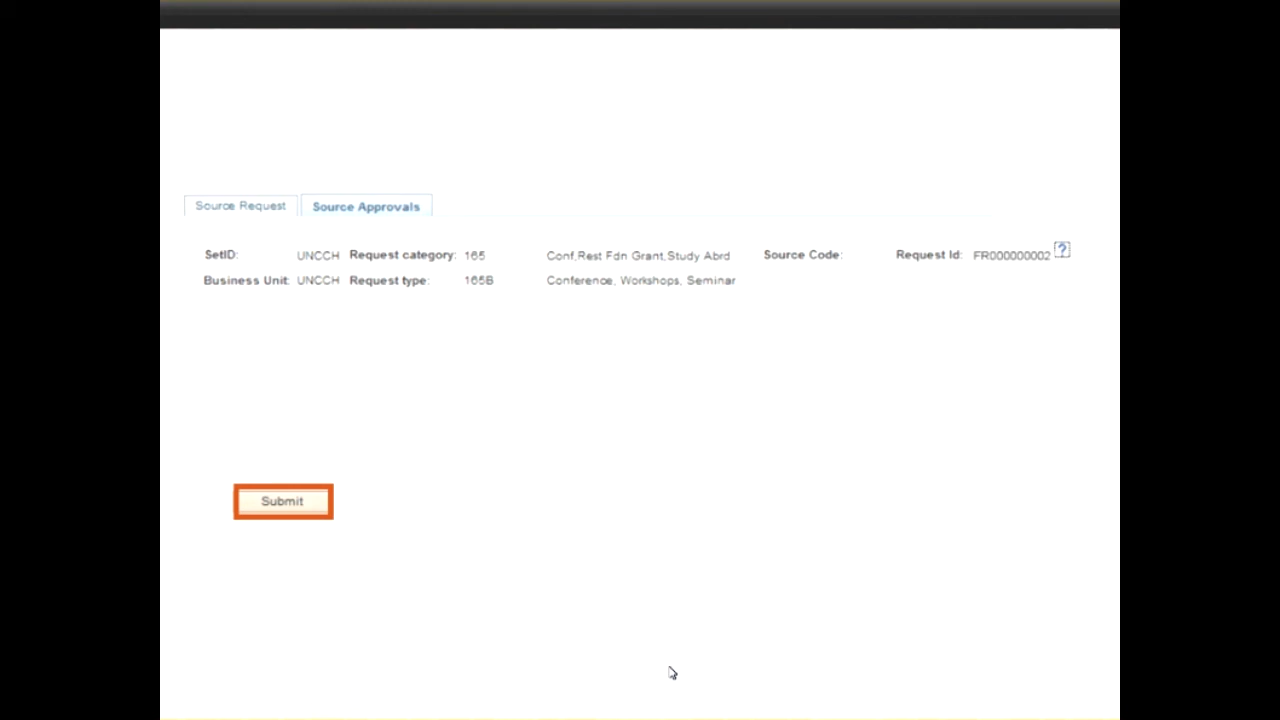 Source Request Source Approvals
SetID: UNCCH Request category: 165 Conf,Rest Fdn Grant,Study Abrd Source Code: Request Id: FR000000002 ?
Business Unit: UNCCH Request type: 165B Conference, Workshops, Seminar
Submit